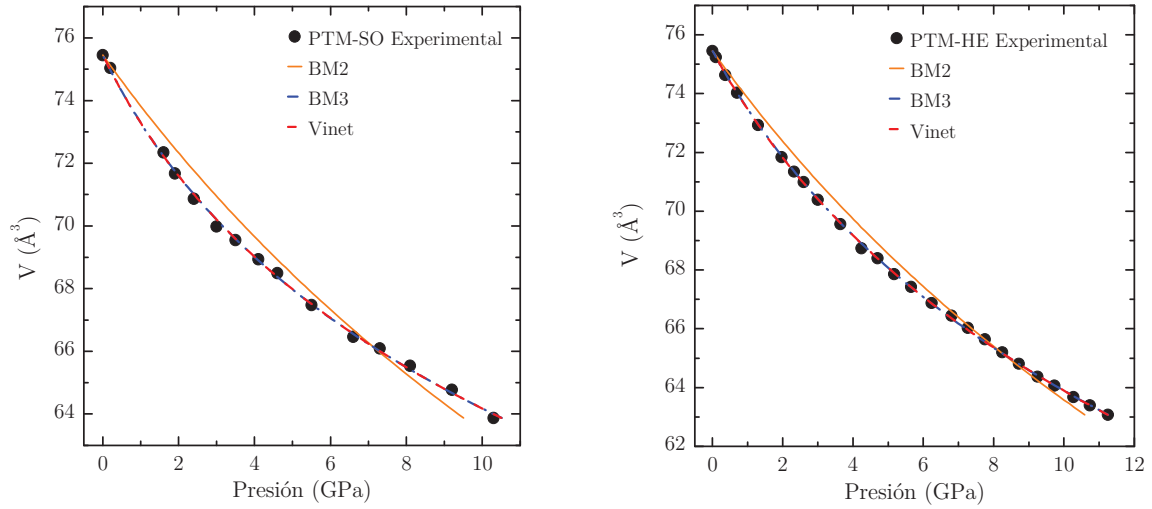 76
74
72
70
68
66
64
0
2
4
6
8
10
V (Å³)
Presión (GPa)
PTM-SO Experimental
BM2
BM3
Vinet
76
74
72
70
68
66
64
62
0
2
4
6
8
10
12
V (Å³)
Presión (GPa)
PTM-HE Experimental
BM2
BM3
Vinet